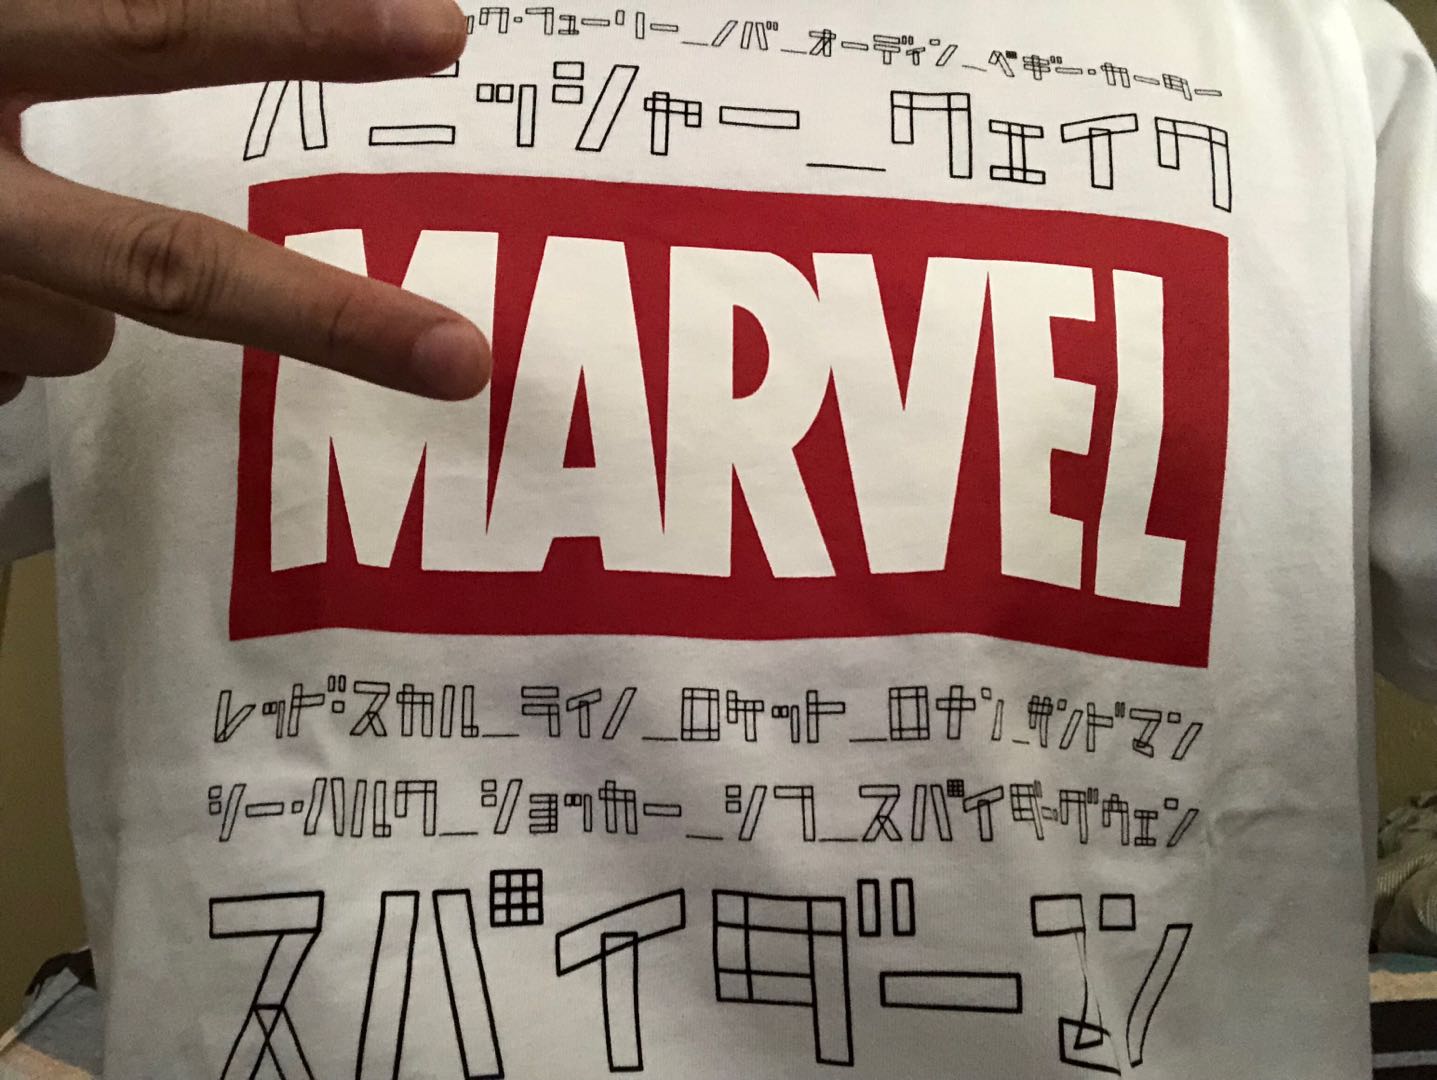 ック・フューリー_ノバ_オーディン_ペギー・カーター
パニッシャー_クェイク
MARVEL
レッド・スカル_ライノ_ロケット_ロナン_サンドマン
シー・ハルク_ショッカー_シフ_スパイダーグウェン
スパイダーマン